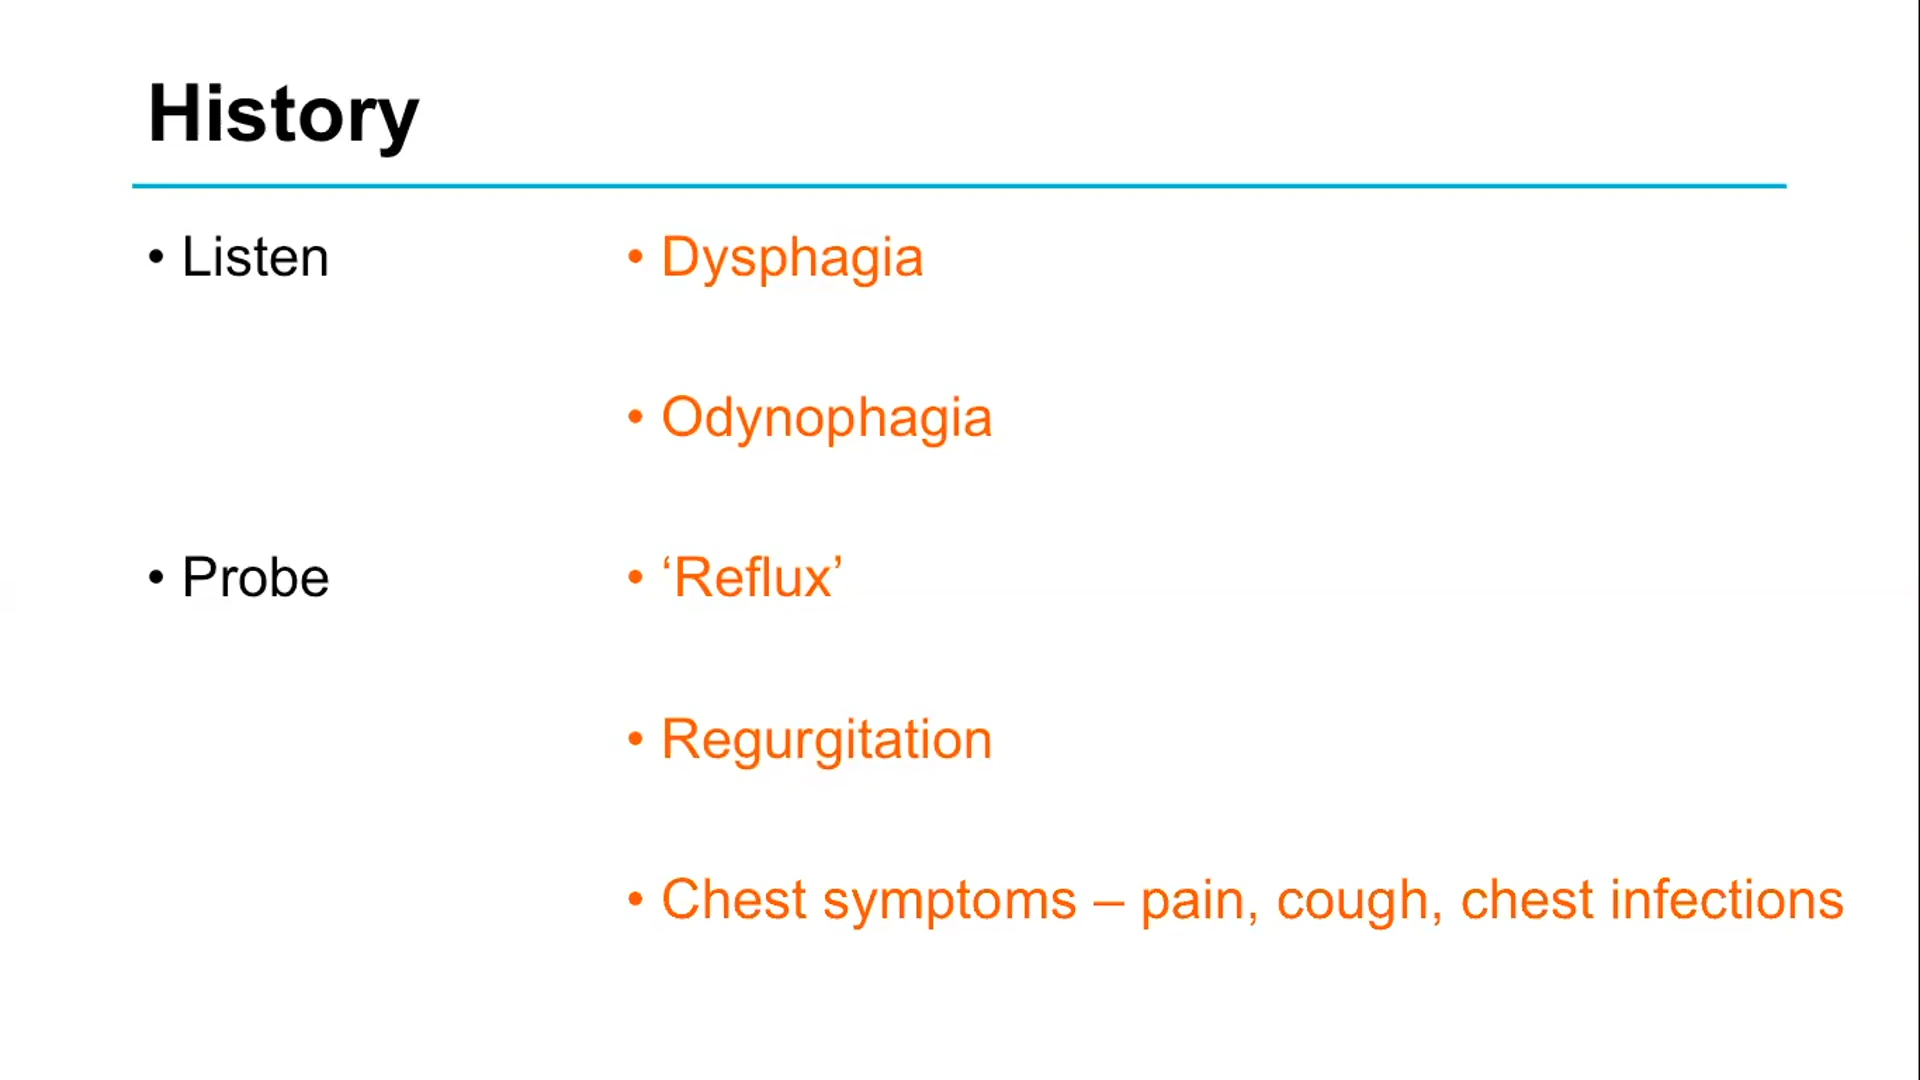 History
• Listen
• Dysphagia
• Odynophagia
• Probe
• ‘Reflux’
• Regurgitation
• Chest symptoms – pain, cough, chest infections